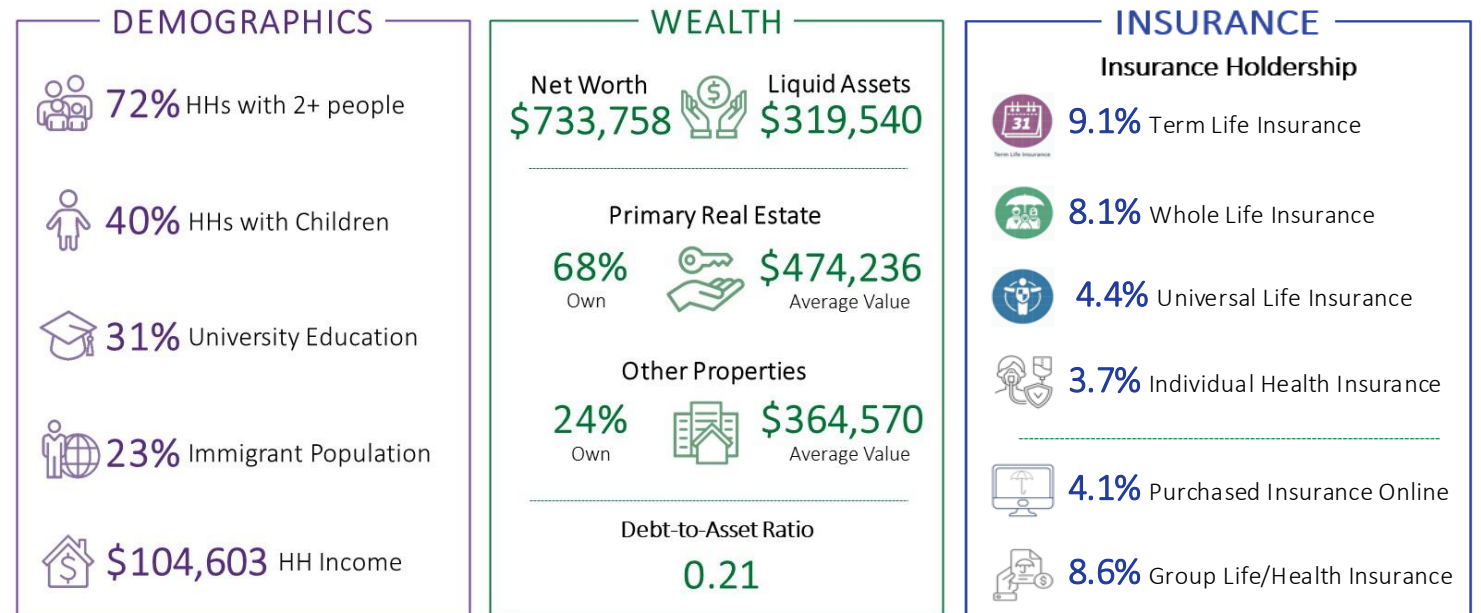 DEMOGRAPHICS
72% HHs with 2+ people
40% HHs with Children
31% University Education
23% Immigrant Population
$104,603 HH Income
WEALTH
Net Worth
$733,758
Liquid Assets
$319,540
$
Primary Real Estate
68%
Own
$474,236
Average Value
Other Properties
24%
Own
$364,570
Average Value
Debt-to-Asset Ratio
0.21
INSURANCE
Insurance Holdership
31
Term Life Insurance
9.1% Term Life Insurance
8.1% Whole Life Insurance
4.4% Universal Life Insurance
3.7% Individual Health Insurance
4.1% Purchased Insurance Online
8.6% Group Life/Health Insurance